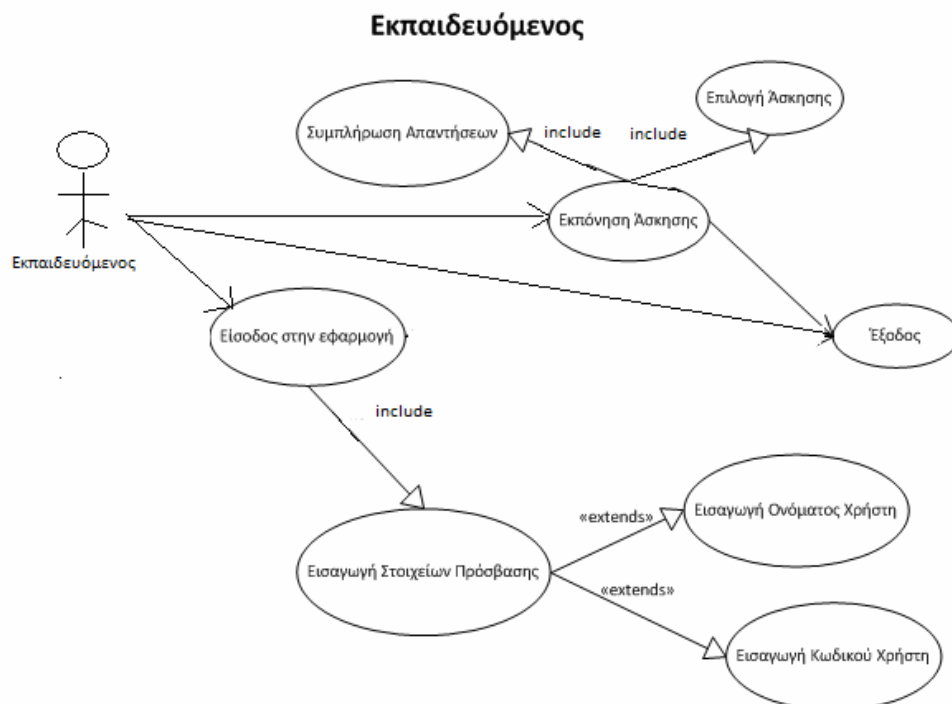 Εκπαιδευόμενος
Επιλογή Άσκησης
Συμπλήρωση Απαντήσεων
include
include
Εκπόνηση Άσκησης
Εκπαιδευόμενος
Είσοδος στην εφαρμογή
Έξοδος
include
Εισαγωγή Ονόματος Χρήστη
«extends»
Εισαγωγή Στοιχείων Πρόσβασης
«extends»
Εισαγωγή Κωδικού Χρήστη